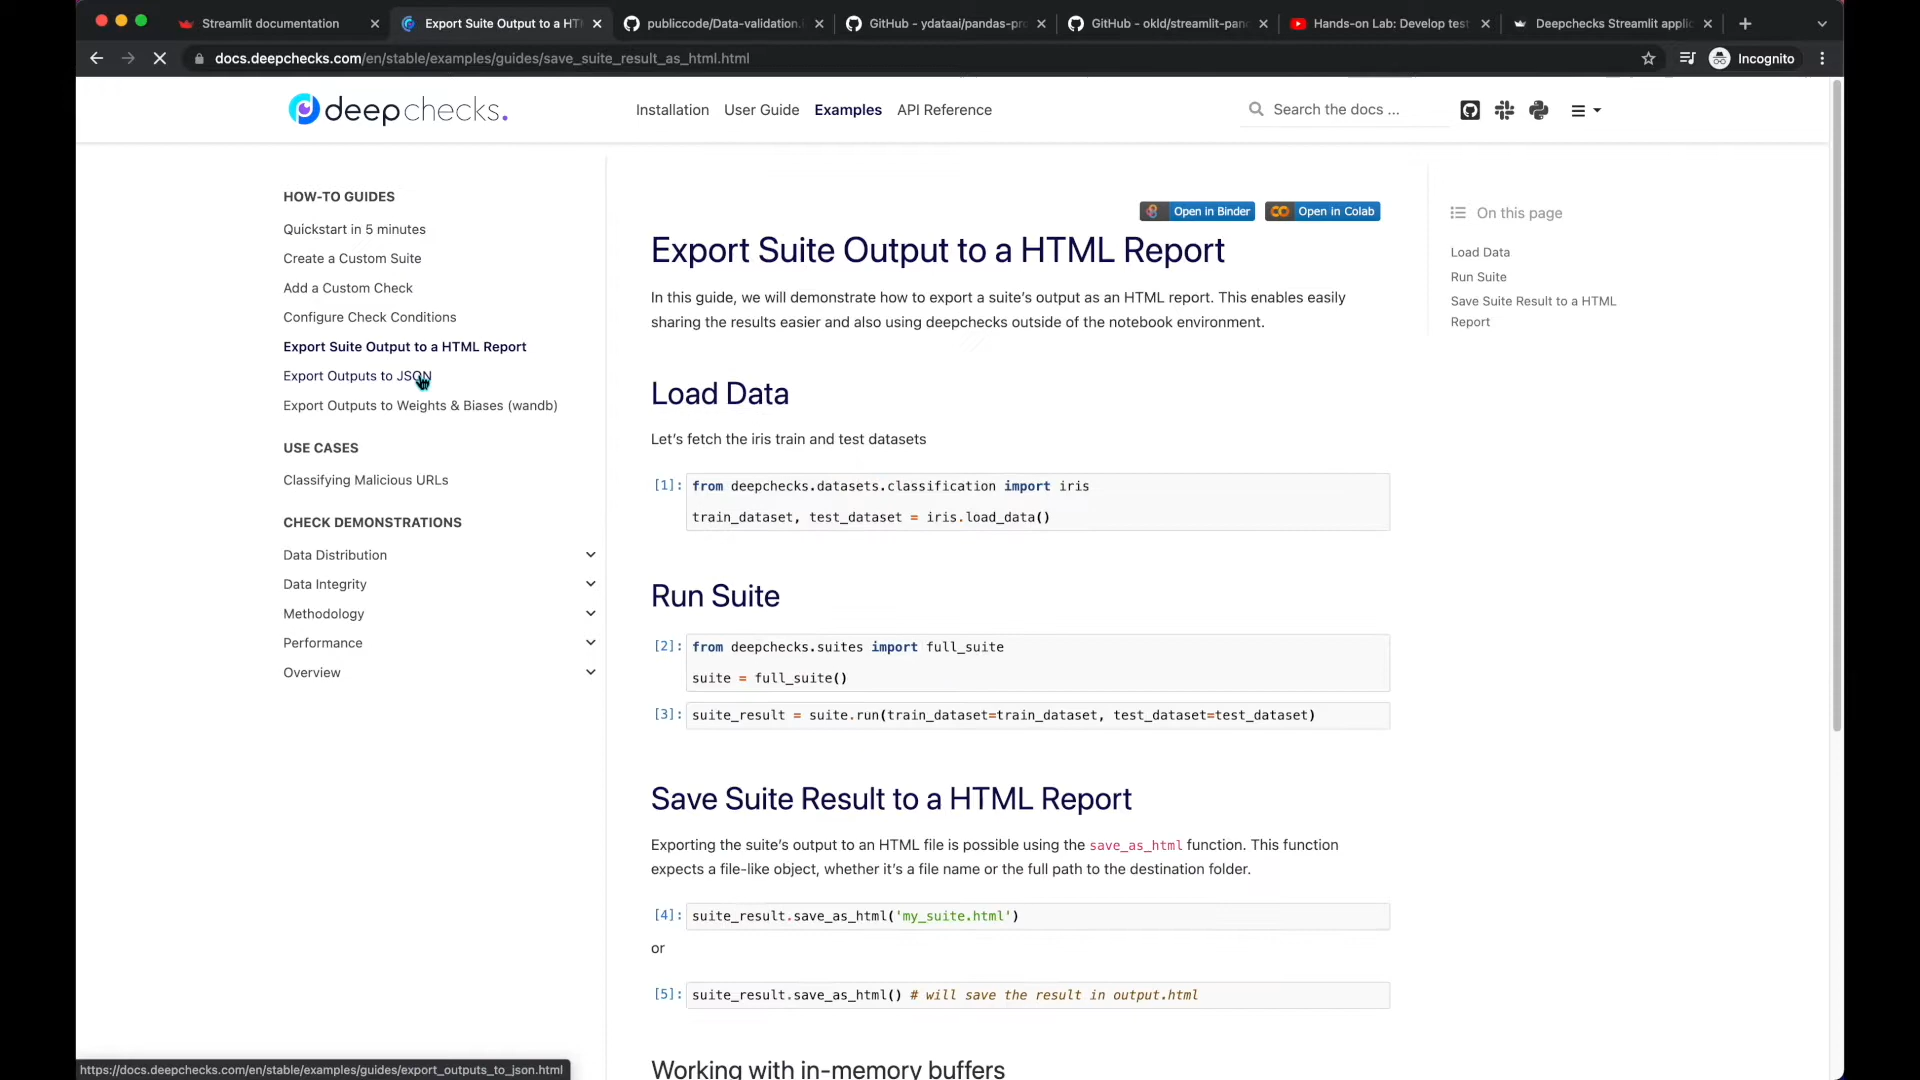 Streamlit documentation
Export Suite Output to a HT
publiccode/Data-validation.
GitHub - ydataai/pandas-pro
GitHub - okld/streamlit-pan
Hands-on Lab: Develop test
Deepchecks Streamlit applic
docs.deepchecks.com/en/stable/examples/guides/save_suite_result_as_html.html
Incognito
deepchecks.
Installation User Guide Examples API Reference
Search the docs ...
HOW-TO GUIDES
Quickstart in 5 minutes
Create a Custom Suite
Add a Custom Check
Configure Check Conditions
Export Suite Output to a HTML Report
Export Outputs to JSON
Export Outputs to Weights & Biases (wandb)
USE CASES
Classifying Malicious URLs
CHECK DEMONSTRATIONS
Data Distribution
Data Integrity
Methodology
Performance
Overview
Open in Binder
Open in Colab
Export Suite Output to a HTML Report
In this guide, we will demonstrate how to export a suite's output as an HTML report. This enables easily
sharing the results easier and also using deepchecks outside of the notebook environment.
Load Data
Let's fetch the iris train and test datasets
[1]: from deepchecks.datasets.classification import iris
train_dataset, test_dataset = iris.load_data()
Run Suite
[2]: from deepchecks.suites import full_suite
suite = full_suite()
[3]: suite_result = suite.run(train_dataset=train_dataset, test_dataset=test_dataset)
Save Suite Result to a HTML Report
Exporting the suite's output to an HTML file is possible using the save_as_html function. This function
expects a file-like object, whether it's a file name or the full path to the destination folder.
[4]: suite_result.save_as_html('my_suite.html')
or
[5]: suite_result.save_as_html() # will save the result in output.html
Working with in-memory buffers
On this page
Load Data
Run Suite
Save Suite Result to a HTML
Report
https://docs.deepchecks.com/en/stable/examples/guides/export_outputs_to_json.html